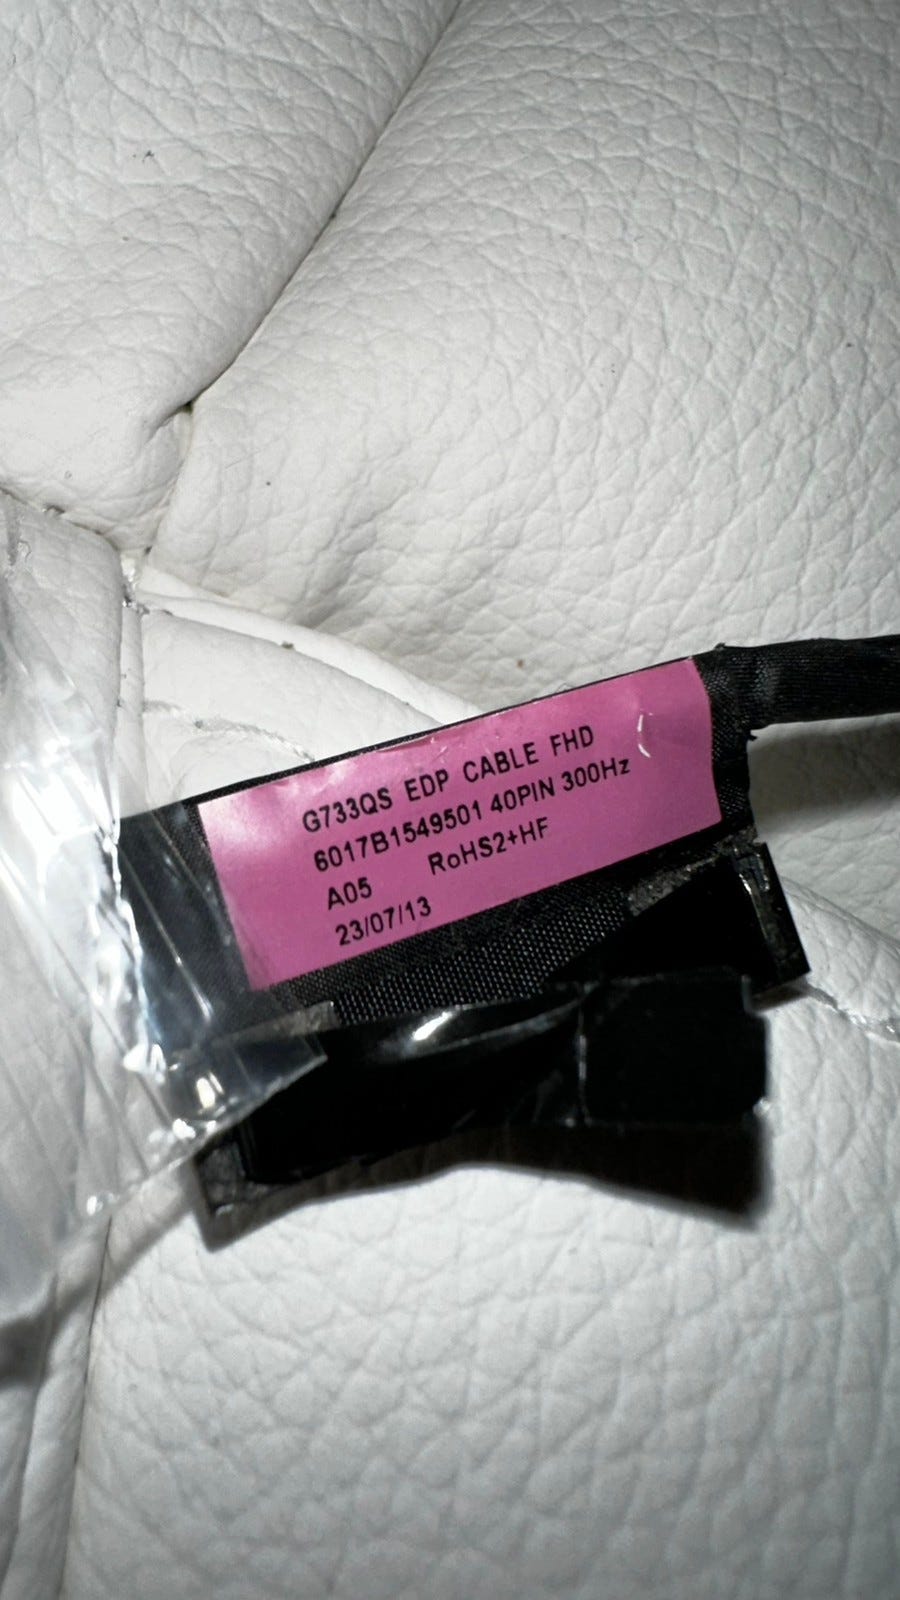 G733QS EDP CABLE FHD
6017B1549501 40PIN 300Hz
A05 RoHS2+HF
23/07/13